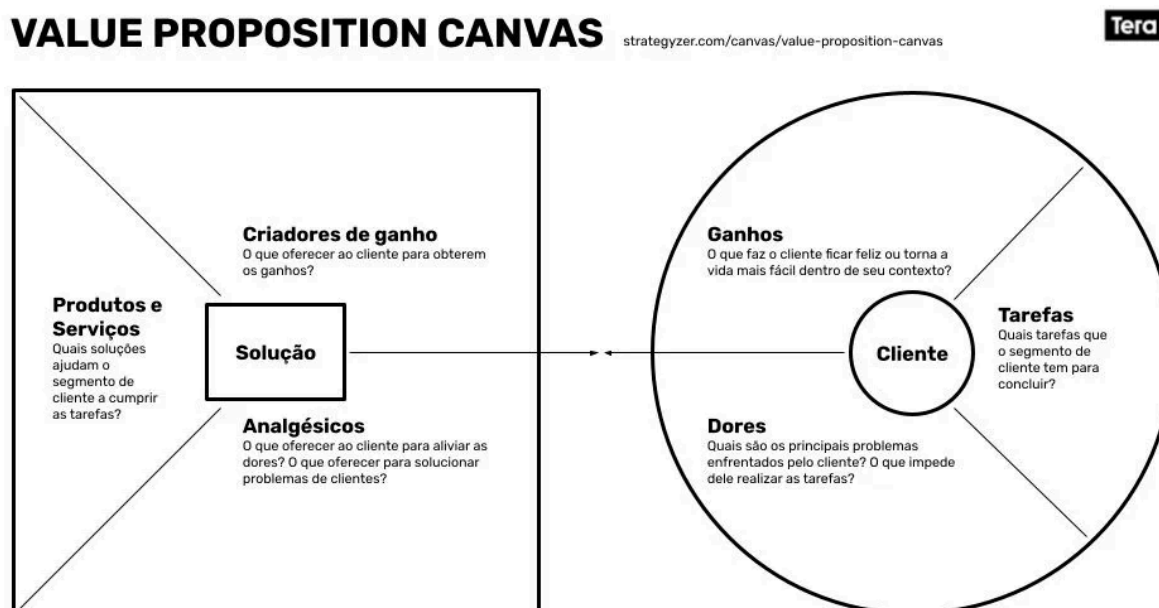 VALUE PROPOSITION CANVAS
strategyzer.com/canvas/value-proposition-canvas
Tera
Criadores de ganho
O que oferecer ao cliente para obterem
os ganhos?
Produtos e
Serviços
Quais soluções
ajudam o
segmento de
cliente a cumprir
as tarefas?
Solução
Analgésicos
O que oferecer ao cliente para aliviar as
dores? O que oferecer para solucionar
problemas de clientes?
Ganhos
O que faz o cliente ficar feliz ou torna a
vida mais fácil dentro de seu contexto?
Cliente
Tarefas
Quais tarefas que
o segmento de
cliente tem para
concluir?
Dores
Quais são os principais problemas
enfrentados pelo cliente? O que impede
dele realizar as tarefas?